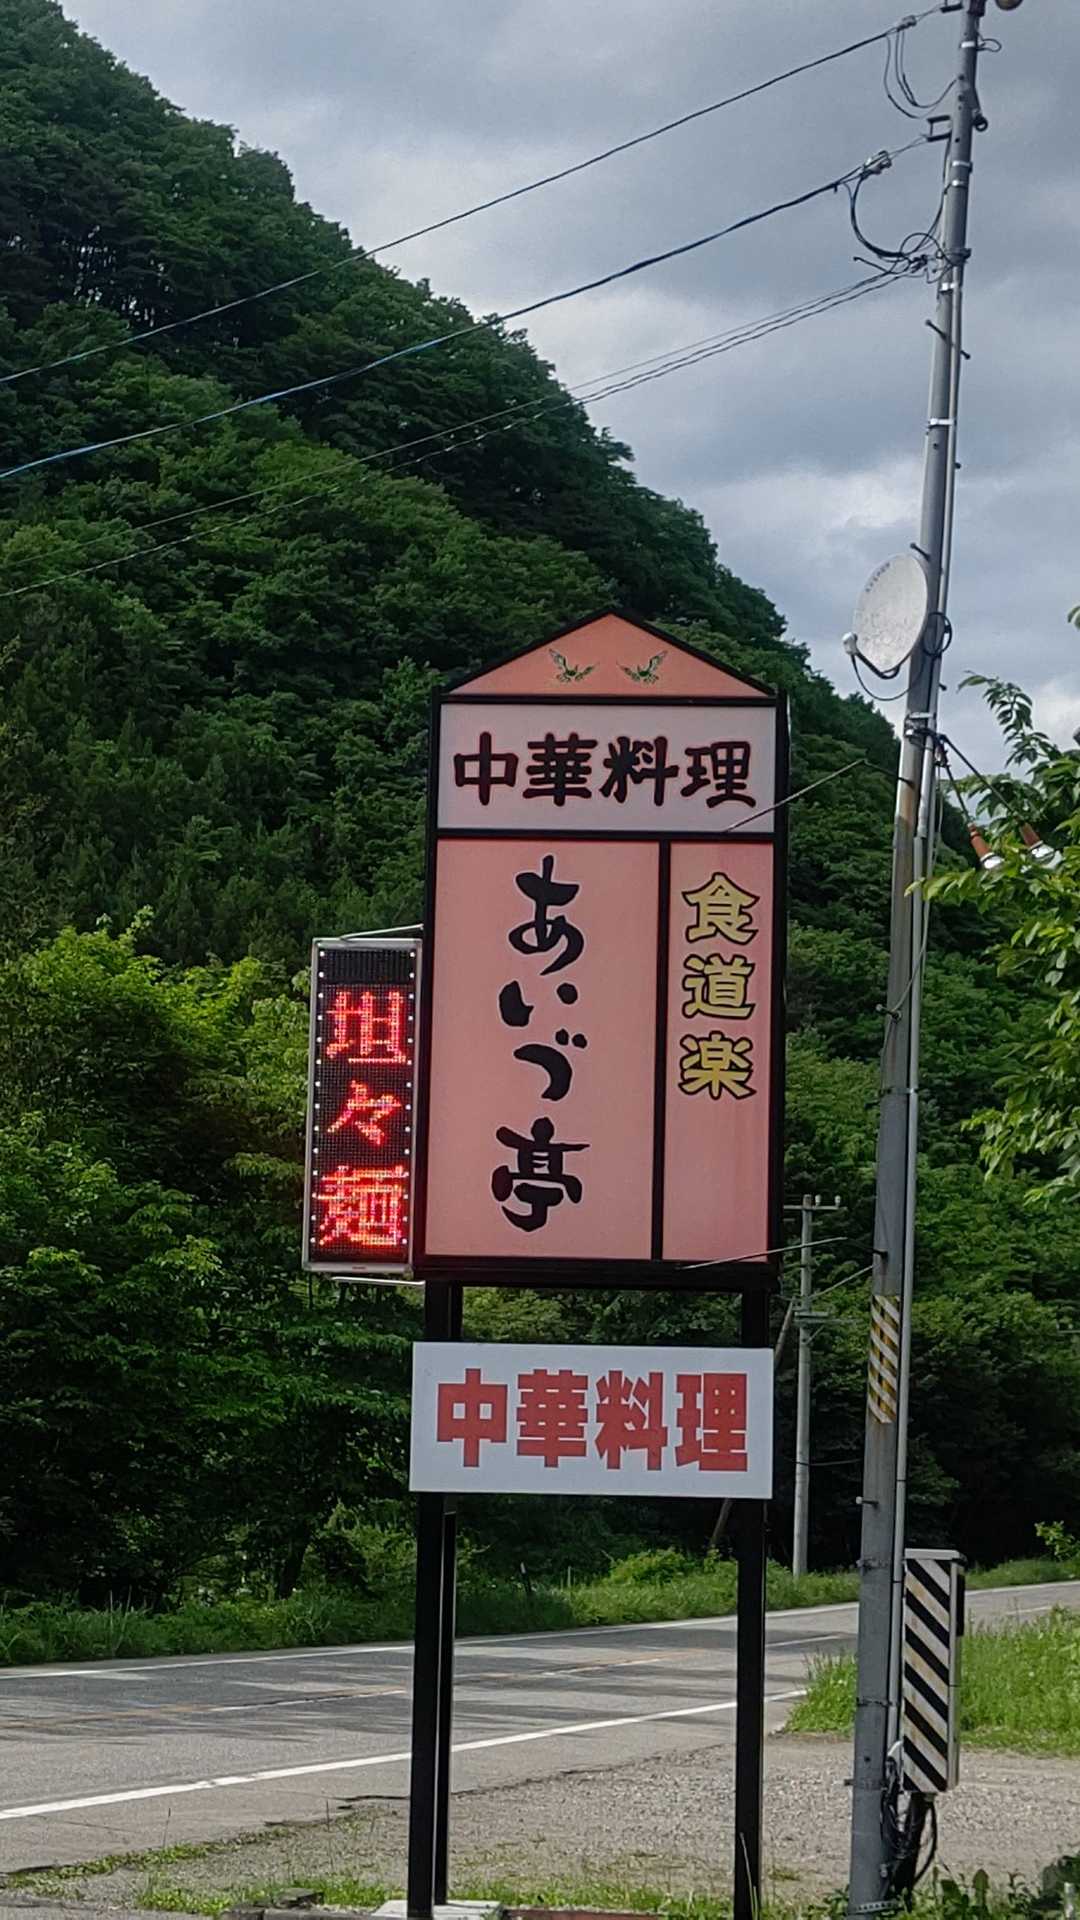 中華料理
食道楽
あいづ亭
坦々麺
中華料理